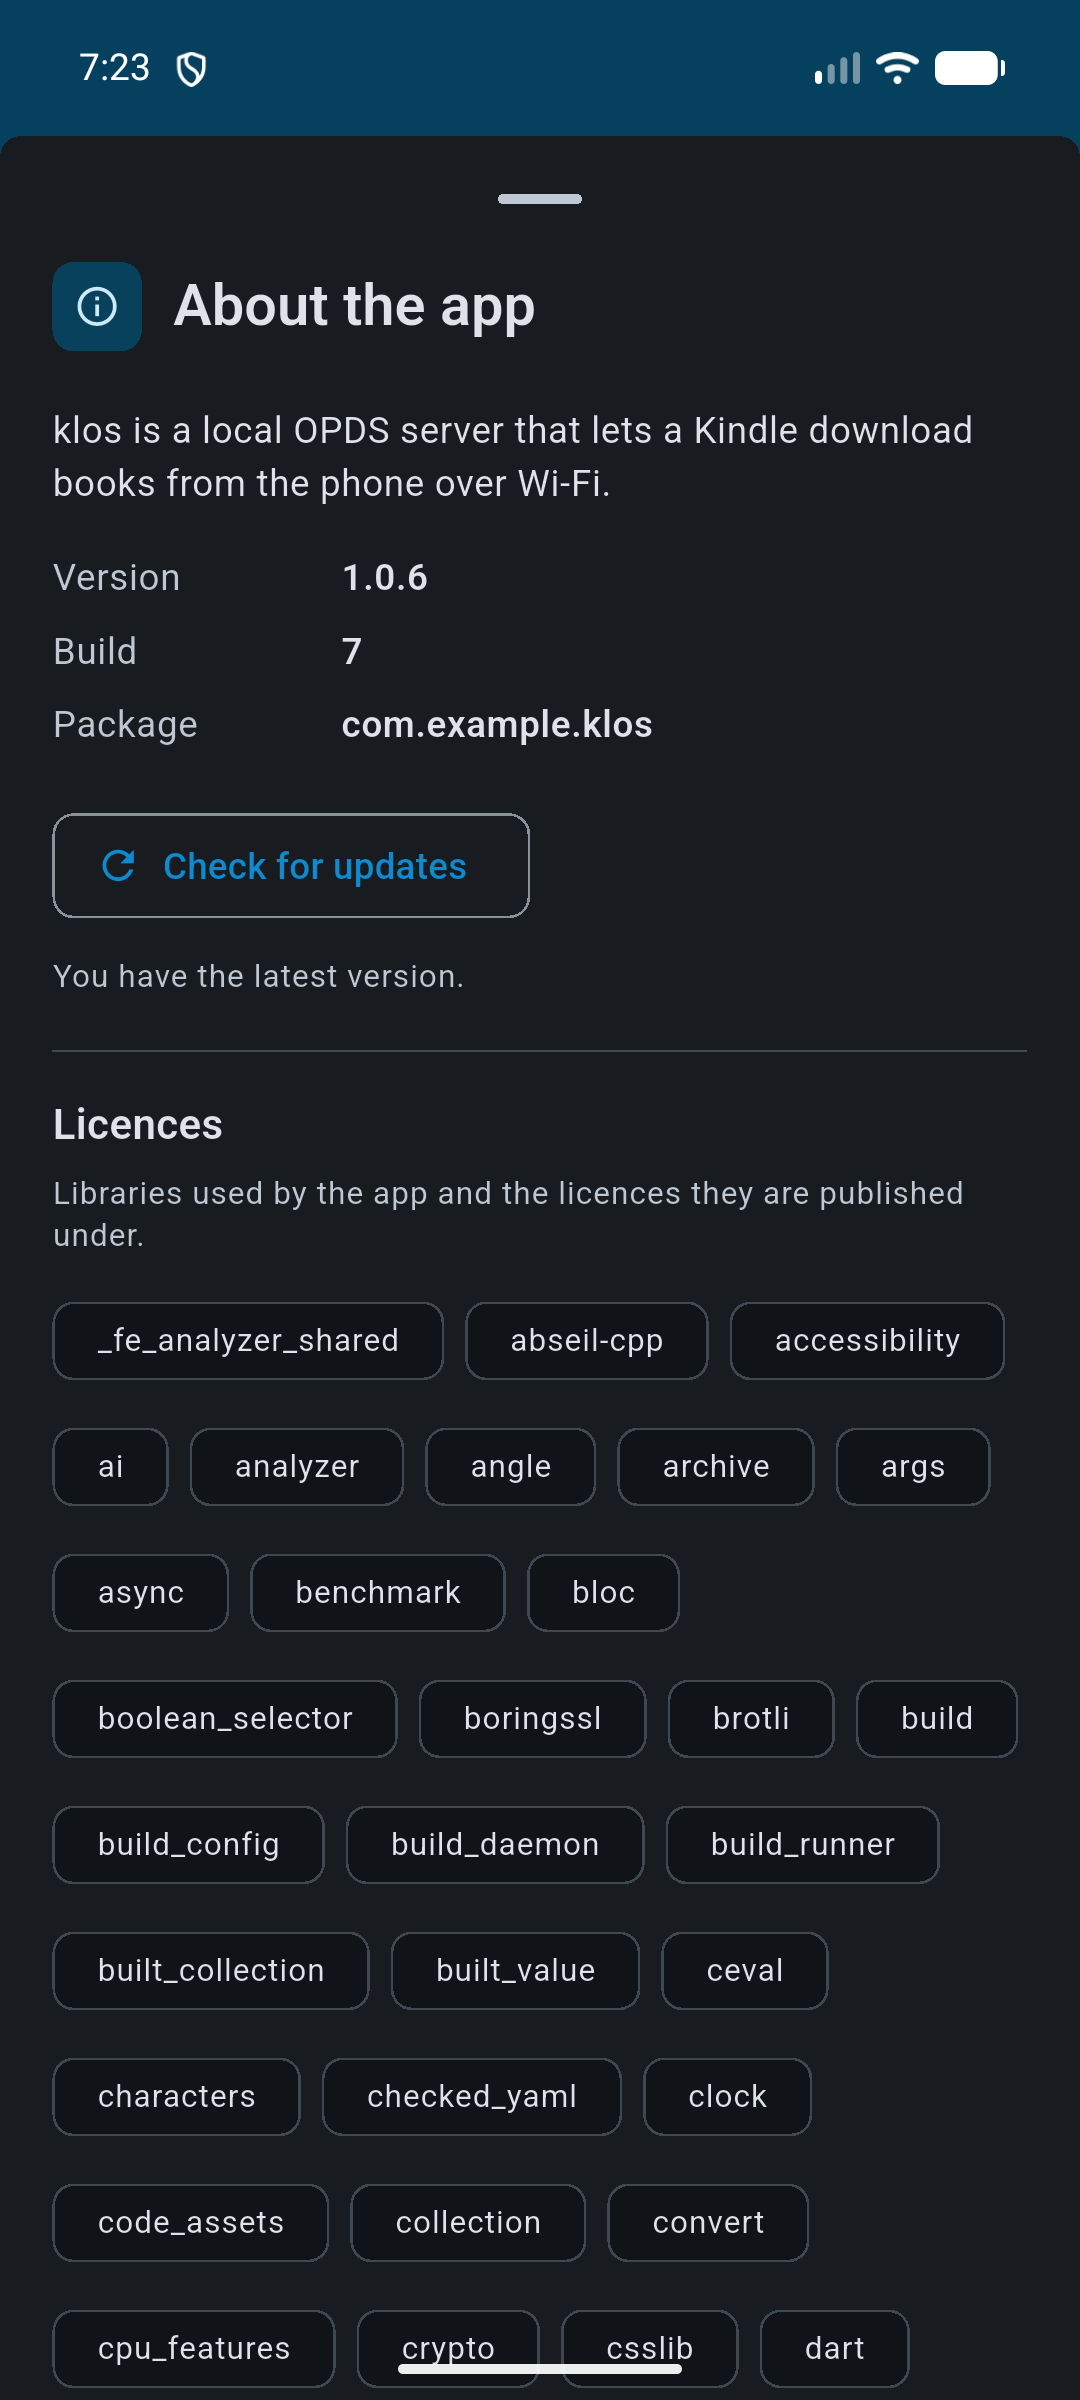 7:23
About the app
klos is a local OPDS server that lets a Kindle download
books from the phone over Wi-Fi.
Version 1.0.6
Build 7
Package com.example.klos
Check for updates
You have the latest version.
Licences
Libraries used by the app and the licences they are published
under.
_fe_analyzer_shared abseil-cpp accessibility
ai analyzer angle archive args
async benchmark bloc
boolean_selector boringssl brotli build
build_config build_daemon build_runner
built_collection built_value ceval
characters checked_yaml clock
code_assets collection convert
cpu_features crypto csslib dart